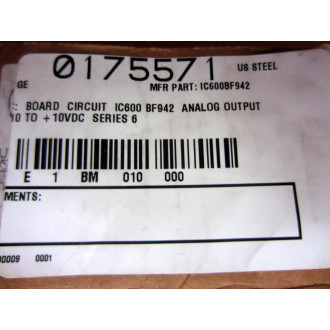 0175571 US STEEL
GE MFR PART: IC600BF942
: BOARD CIRCUIT IC600 BF942 ANALOG OUTPUT
10 TO +10VDC SERIES 6
E 1 BM 010 000
MENTS:
00009 0001